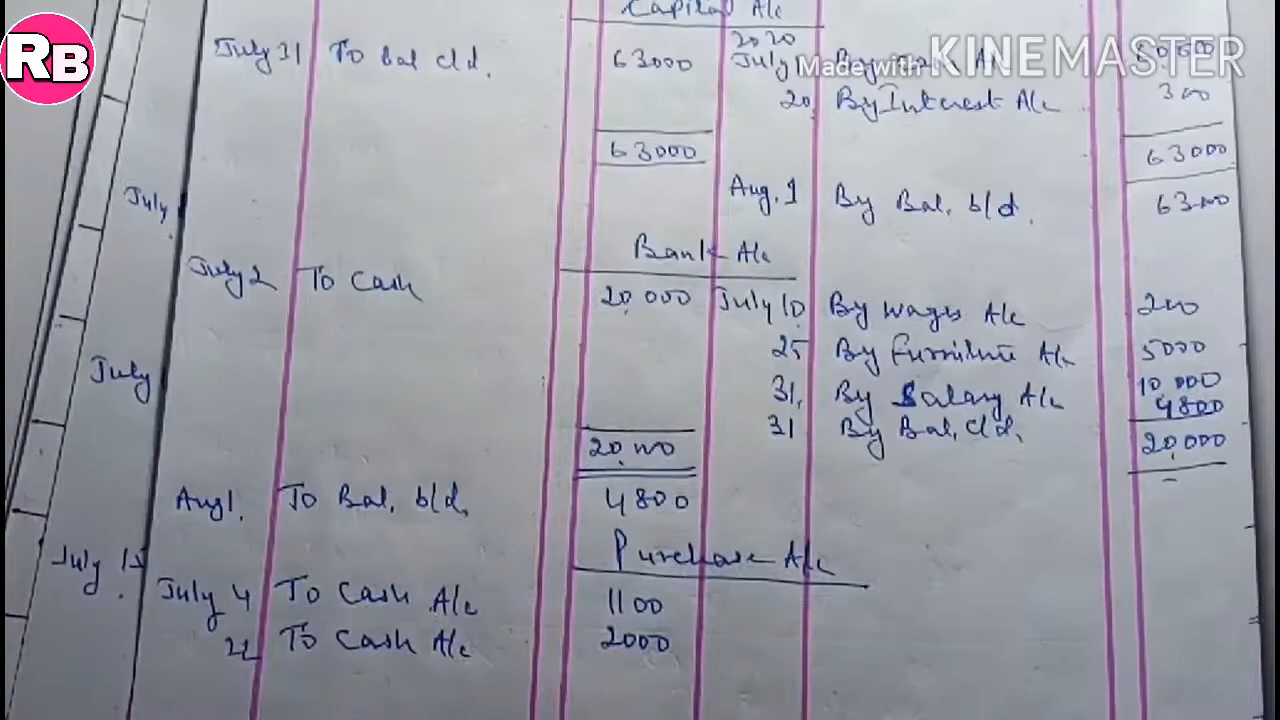 RB
Made with KINEMASTER
Capital A/c
July 31 To Bal c/d. 63000 2020 July 1 By A/c
20 By Interest A/c
63000 63000
July Aug. 1 By Bal. b/d.
Bank A/c
July 2 To Cash 20,000 July 10 By Wages A/c 200
25 By Furniture A/c 5000
July 31, By Salary A/c 10,000
31 By Bal. c/d, 4800
20,000 20,000
Aug 1. To Bal. b/d, 4800
Purchase A/c
July 15 July 4 To Cash A/c 1100
22 To Cash A/c 2000